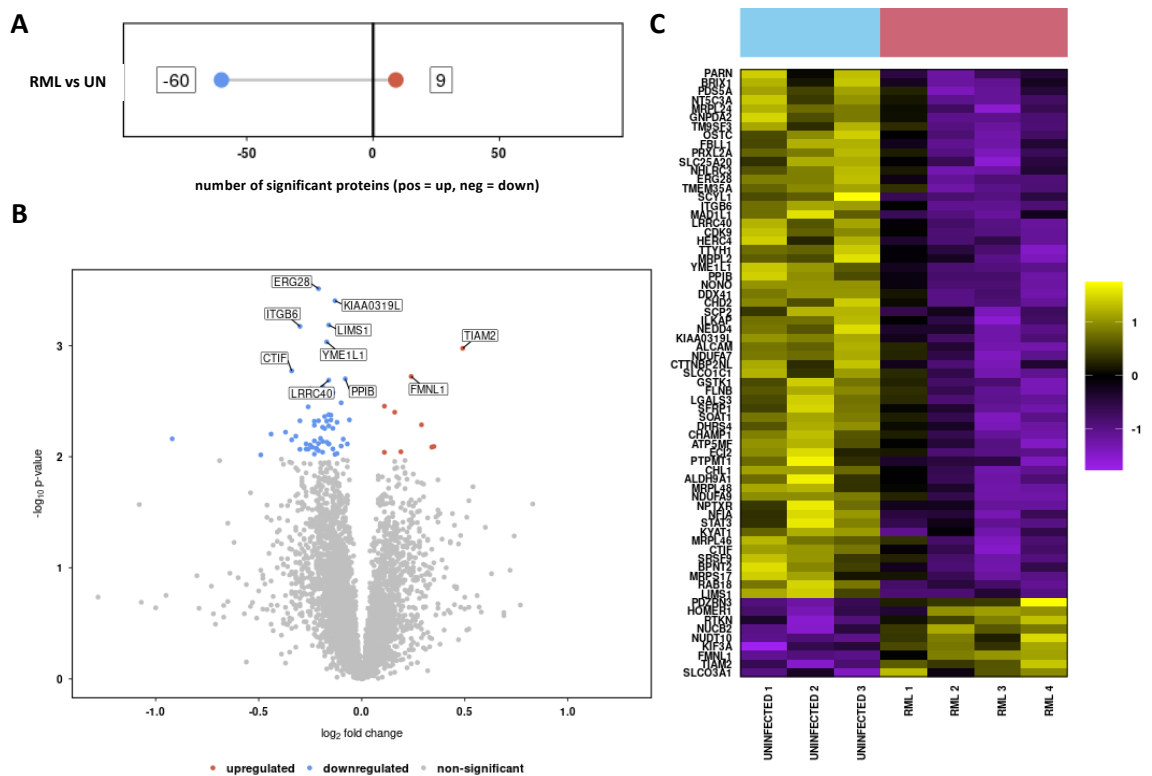 A
RML vs UN
-60
9
-50
0
50
number of significant proteins (pos = up, neg = down)
B
ERG28
KIAA0319L
ITGB6
LIMS1
TIAM2
YME1L1
CTIF
LRRC40
PPIB
FMNL1
3
2
1
0
-log10 p-value
-1.0
-0.5
0.0
0.5
1.0
log2 fold change
upregulated
downregulated
non-significant
C
PARN
BRIX1
PDS5A
NT5C3A
MRPL24
GNPDA2
TM9SF3
OSTC
FBLL1
PRXL2A
SLC25A20
NHLRC3
ERG28
TMEM35A
SCYL1
ITGB6
MAD1L1
LRRC40
CDK9
HERC4
TTYH1
MRPL2
YME1L1
PPIB
NONO
DDX41
CHD2
SCP2
ILKAP
NEDD4
KIAA0319L
ALCAM
NDUFA7
CTTNBP2NL
SLCO1C1
GSTK1
FLNB
LGALS3
SFRP1
SOAT1
DHRS4
CHAMP1
ATP5MF
ECI2
PTPMT1
CHL1
ALDH9A1
MRPL48
NDUFA9
NPTXR
NFIA
STAT3
KYAT1
MRPL46
CTIF
SRSF9
BPNT2
MRPS17
RAB18
LIMS1
PDZRN3
HOMER1
RTKN
NUCB2
NUDT10
KIF3A
FMNL1
TIAM2
SLCO3A1
UNINFECTED 1
UNINFECTED 2
UNINFECTED 3
RML 1
RML 2
RML 3
RML 4
1
0
-1